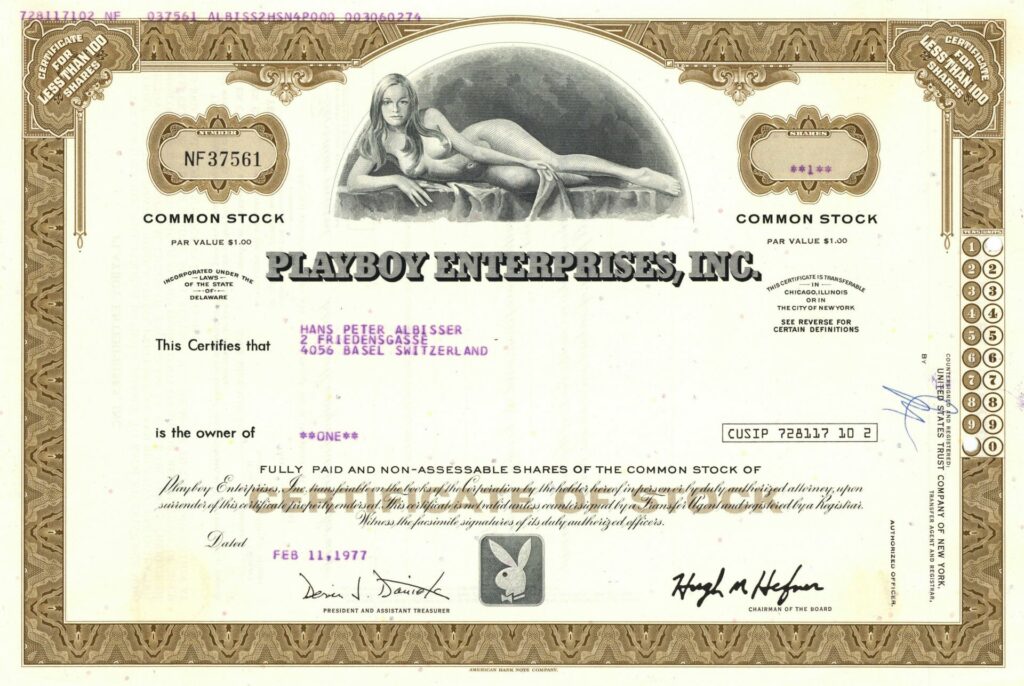 728117102 NF 037561 ALBISS2HSN4P000 003060274
CERTIFICATE
FOR
LESS THAN 100
SHARES
CERTIFICATE
FOR
LESS THAN 100
SHARES
NUMBER
NF37561
SHARES
**1**
COMMON STOCK
COMMON STOCK
PAR VALUE $1.00
PAR VALUE $1.00
PLAYBOY ENTERPRISES, INC.
INCORPORATED UNDER THE
LAWS
OF THE STATE
OF
DELAWARE
THIS CERTIFICATE IS TRANSFERABLE
IN
CHICAGO, ILLINOIS
OR IN
THE CITY OF NEW YORK
SEE REVERSE FOR
CERTAIN DEFINITIONS
This Certifies that
HANS PETER ALBISSER
2 FRIEDENSGASSE
4056 BASEL SWITZERLAND
is the owner of
**ONE**
CUSIP 728117 10 2
FULLY PAID AND NON-ASSESSABLE SHARES OF THE COMMON STOCK OF
CERTIFICATE OF STOCK
Playboy Enterprises, Inc. transferable on the books of the Corporation by the holder hereof in person or by duly authorized attorney, upon
surrender of this certificate properly endorsed. This certificate is not valid unless countersigned by a Transfer Agent and registered by a Registrar.
Witness the facsimile signatures of its duly authorized officers.
Dated
FEB 11,1977
PRESIDENT AND ASSISTANT TREASURER
Hugh M Hefner
CHAIRMAN OF THE BOARD
COUNTERSIGNED AND REGISTERED:
UNITED STATES TRUST COMPANY OF NEW YORK,
TRANSFER AGENT AND REGISTRAR,
BY
AUTHORIZED OFFICER.
1
2 2
3 3
4 4
5 5
6 6
7 7
8 8
9 9
0
AMERICAN BANK NOTE COMPANY.